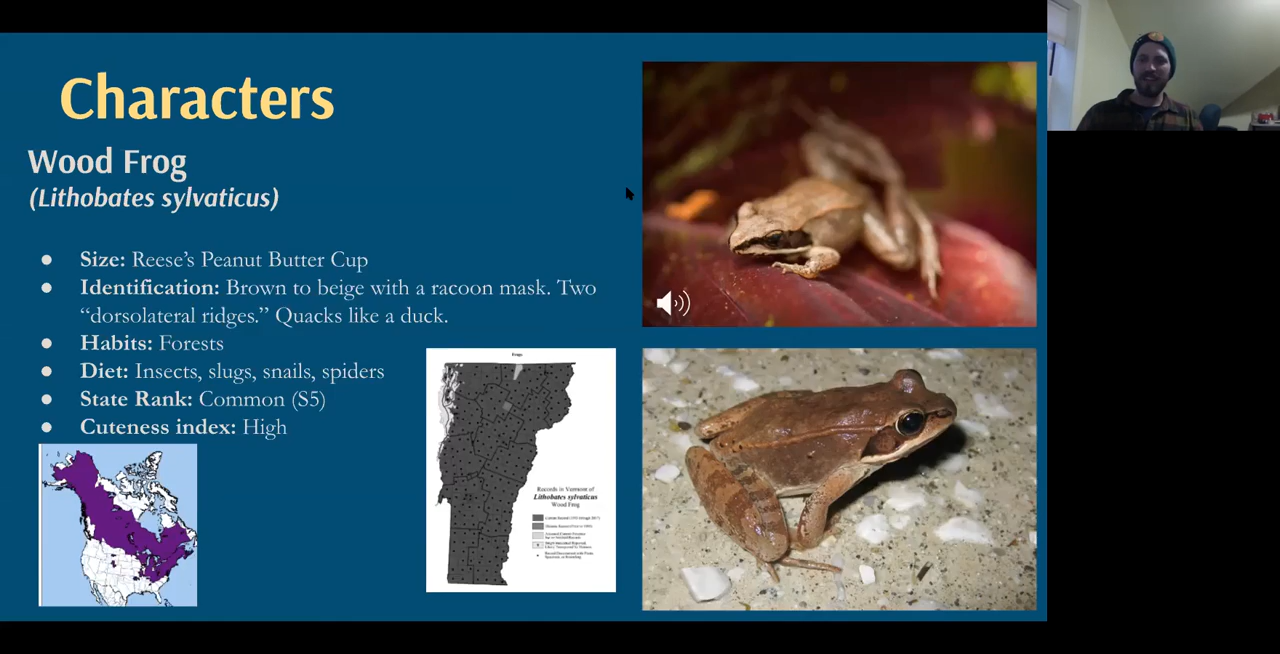 Characters
Wood Frog
(Lithobates sylvaticus)
● Size: Reese’s Peanut Butter Cup
● Identification: Brown to beige with a racoon mask. Two
“dorsolateral ridges.” Quacks like a duck.
● Habits: Forests
● Diet: Insects, slugs, snails, spiders
● State Rank: Common (S5)
● Cuteness index: High
Frogs
Records in Vermont of
Lithobates sylvaticus
Wood Frog